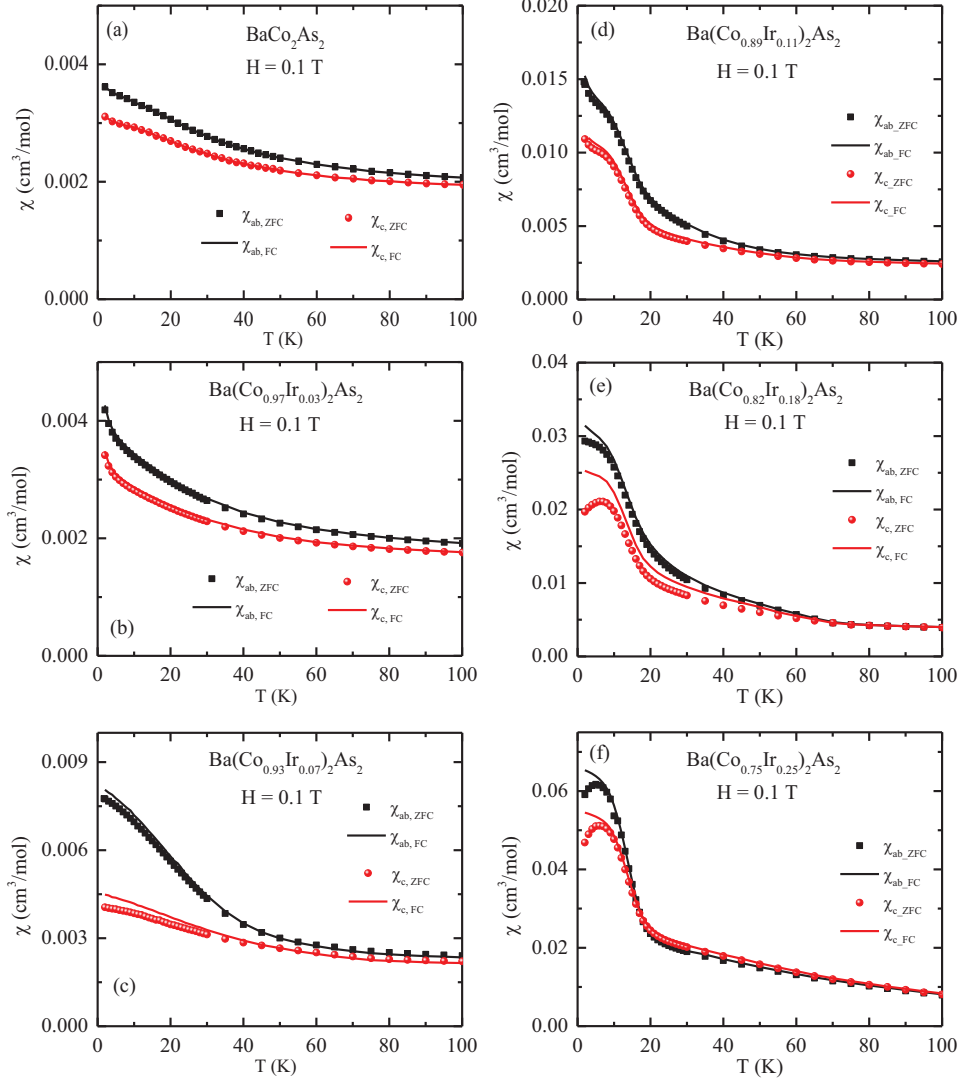 (a)
BaCo₂As₂
H = 0.1 T
χ (cm³/mol)
0.004
0.002
0.000
χab, ZFC
χab, FC
χc, ZFC
χc, FC
0 20 40 60 80 100
T (K)
(d)
Ba(Co₀.₈₉Ir₀.₁₁)₂As₂
H = 0.1 T
χ (cm³/mol)
0.020
0.015
0.010
0.005
0.000
χab_ZFC
χab_FC
χc_ZFC
χc_FC
0 20 40 60 80 100
T (K)
(b)
Ba(Co₀.₉₇Ir₀.₀₃)₂As₂
H = 0.1 T
χ (cm³/mol)
0.004
0.002
0.000
χab, ZFC
χab, FC
χc, ZFC
χc, FC
0 20 40 60 80 100
T (K)
(e)
Ba(Co₀.₈₂Ir₀.₁₈)₂As₂
H = 0.1 T
χ (cm³/mol)
0.04
0.03
0.02
0.01
0.00
χab, ZFC
χab, FC
χc, ZFC
χc, FC
0 20 40 60 80 100
T (K)
(c)
Ba(Co₀.₉₃Ir₀.₀₇)₂As₂
H = 0.1 T
χ (cm³/mol)
0.009
0.006
0.003
0.000
χab, ZFC
χab, FC
χc, ZFC
χc, FC
0 20 40 60 80 100
T (K)
(f)
Ba(Co₀.₇₅Ir₀.₂₅)₂As₂
H = 0.1 T
χ (cm³/mol)
0.06
0.04
0.02
0.00
χab_ZFC
χab_FC
χc_ZFC
χc_FC
0 20 40 60 80 100
T (K)